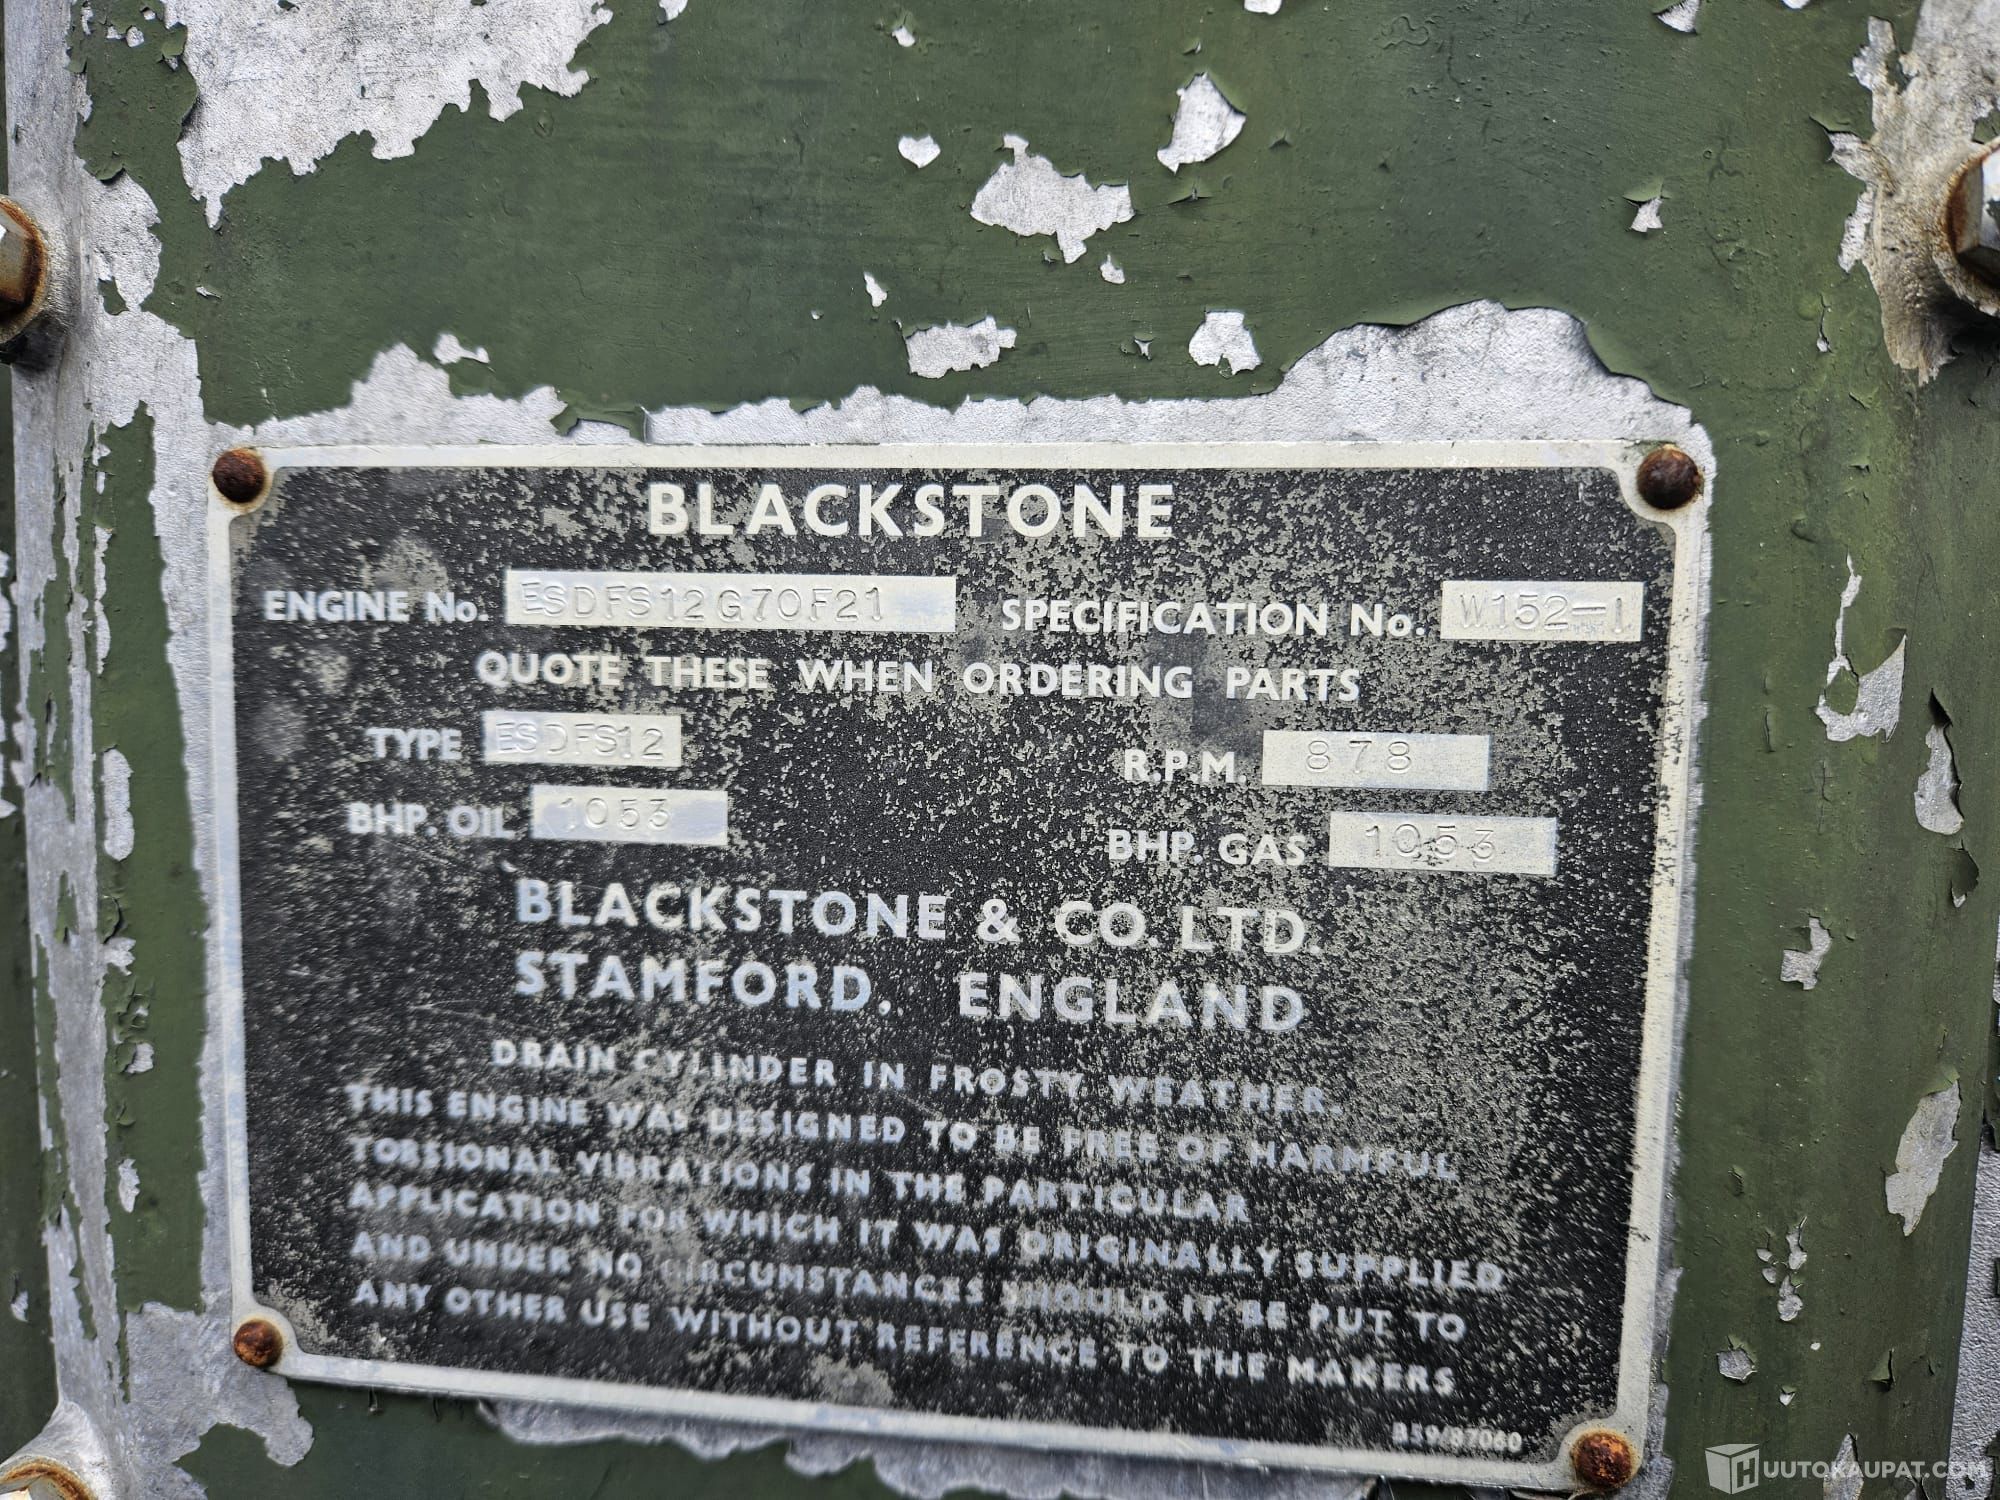 BLACKSTONE
ENGINE No. ESDFS12G70F21 SPECIFICATION No. W152-1
QUOTE THESE WHEN ORDERING PARTS
TYPE ESDFS12 R.P.M. 878
BHP. OIL 1053 BHP. GAS 1053
BLACKSTONE & CO. LTD.
STAMFORD, ENGLAND
DRAIN CYLINDER IN FROSTY WEATHER.
THIS ENGINE WAS DESIGNED TO BE FREE OF HARMFUL
TORSIONAL VIBRATIONS IN THE PARTICULAR
APPLICATION FOR WHICH IT WAS ORIGINALLY SUPPLIED
AND UNDER NO CIRCUMSTANCES SHOULD IT BE PUT TO
ANY OTHER USE WITHOUT REFERENCE TO THE MAKERS
B59/87060
HUUTOKAUPAT.COM